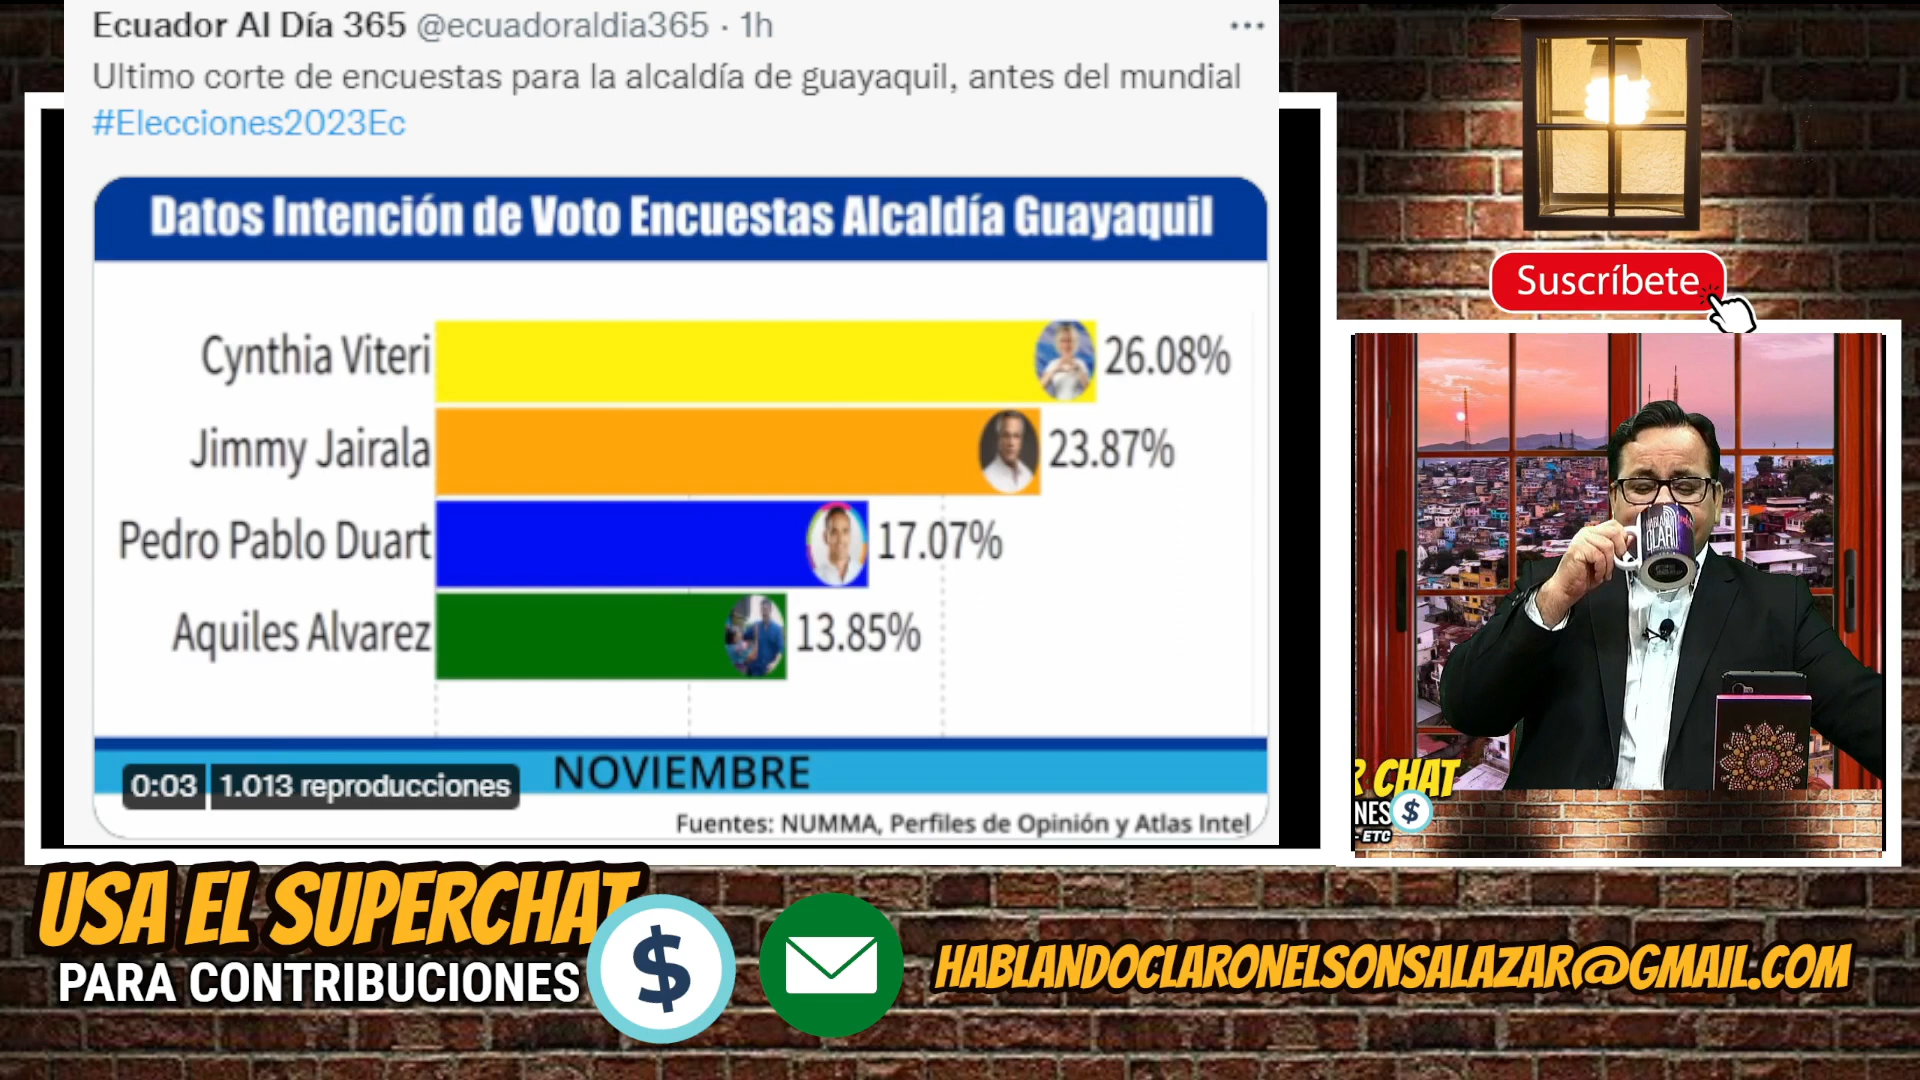 Ecuador Al Día 365 @ecuadoraldia365 · 1h
Ultimo corte de encuestas para la alcaldía de guayaquil, antes del mundial
#Elecciones2023Ec
Datos Intención de Voto Encuestas Alcaldía Guayaquil
Cynthia Viteri 26.08%
Jimmy Jairala 23.87%
Pedro Pablo Duart 17.07%
Aquiles Alvarez 13.85%
NOVIEMBRE
0:03 1.013 reproducciones
Fuentes: NUMMA, Perfiles de Opinión y Atlas Intel
Suscríbete
R CHAT
NES $
- ETC
USA EL SUPERCHAT
PARA CONTRIBUCIONES
$
HABLANDOCLARONELSONSALAZAR@GMAIL.COM